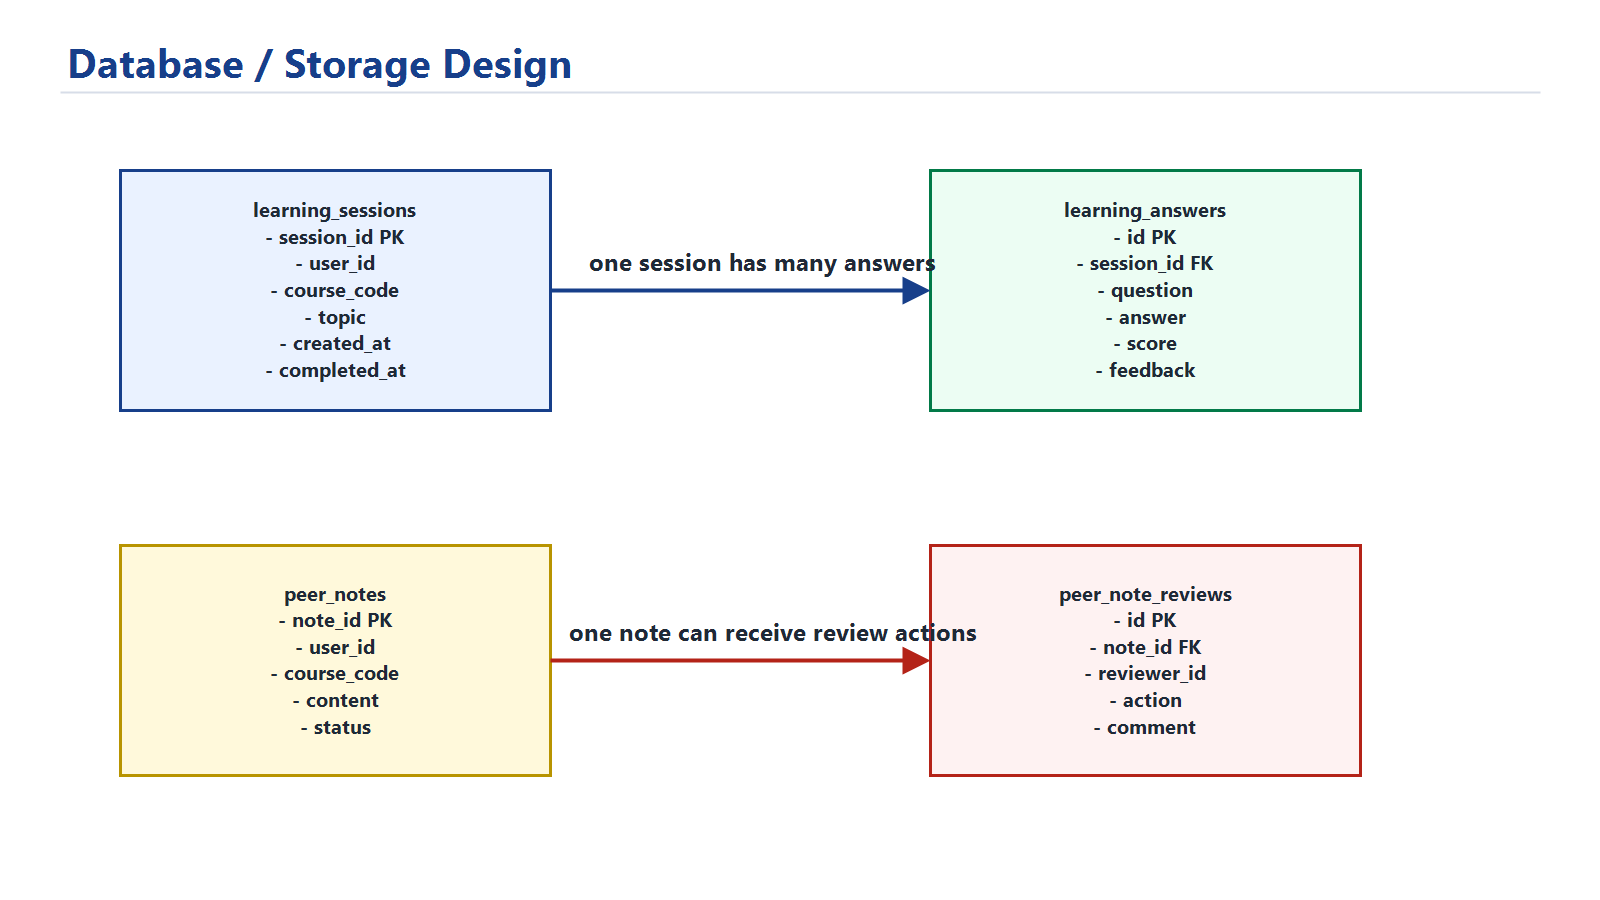 Database / Storage Design
learning_sessions
- session_id PK
- user_id
- course_code
- topic
- created_at
- completed_at
one session has many answers
learning_answers
- id PK
- session_id FK
- question
- answer
- score
- feedback
peer_notes
- note_id PK
- user_id
- course_code
- content
- status
one note can receive review actions
peer_note_reviews
- id PK
- note_id FK
- reviewer_id
- action
- comment